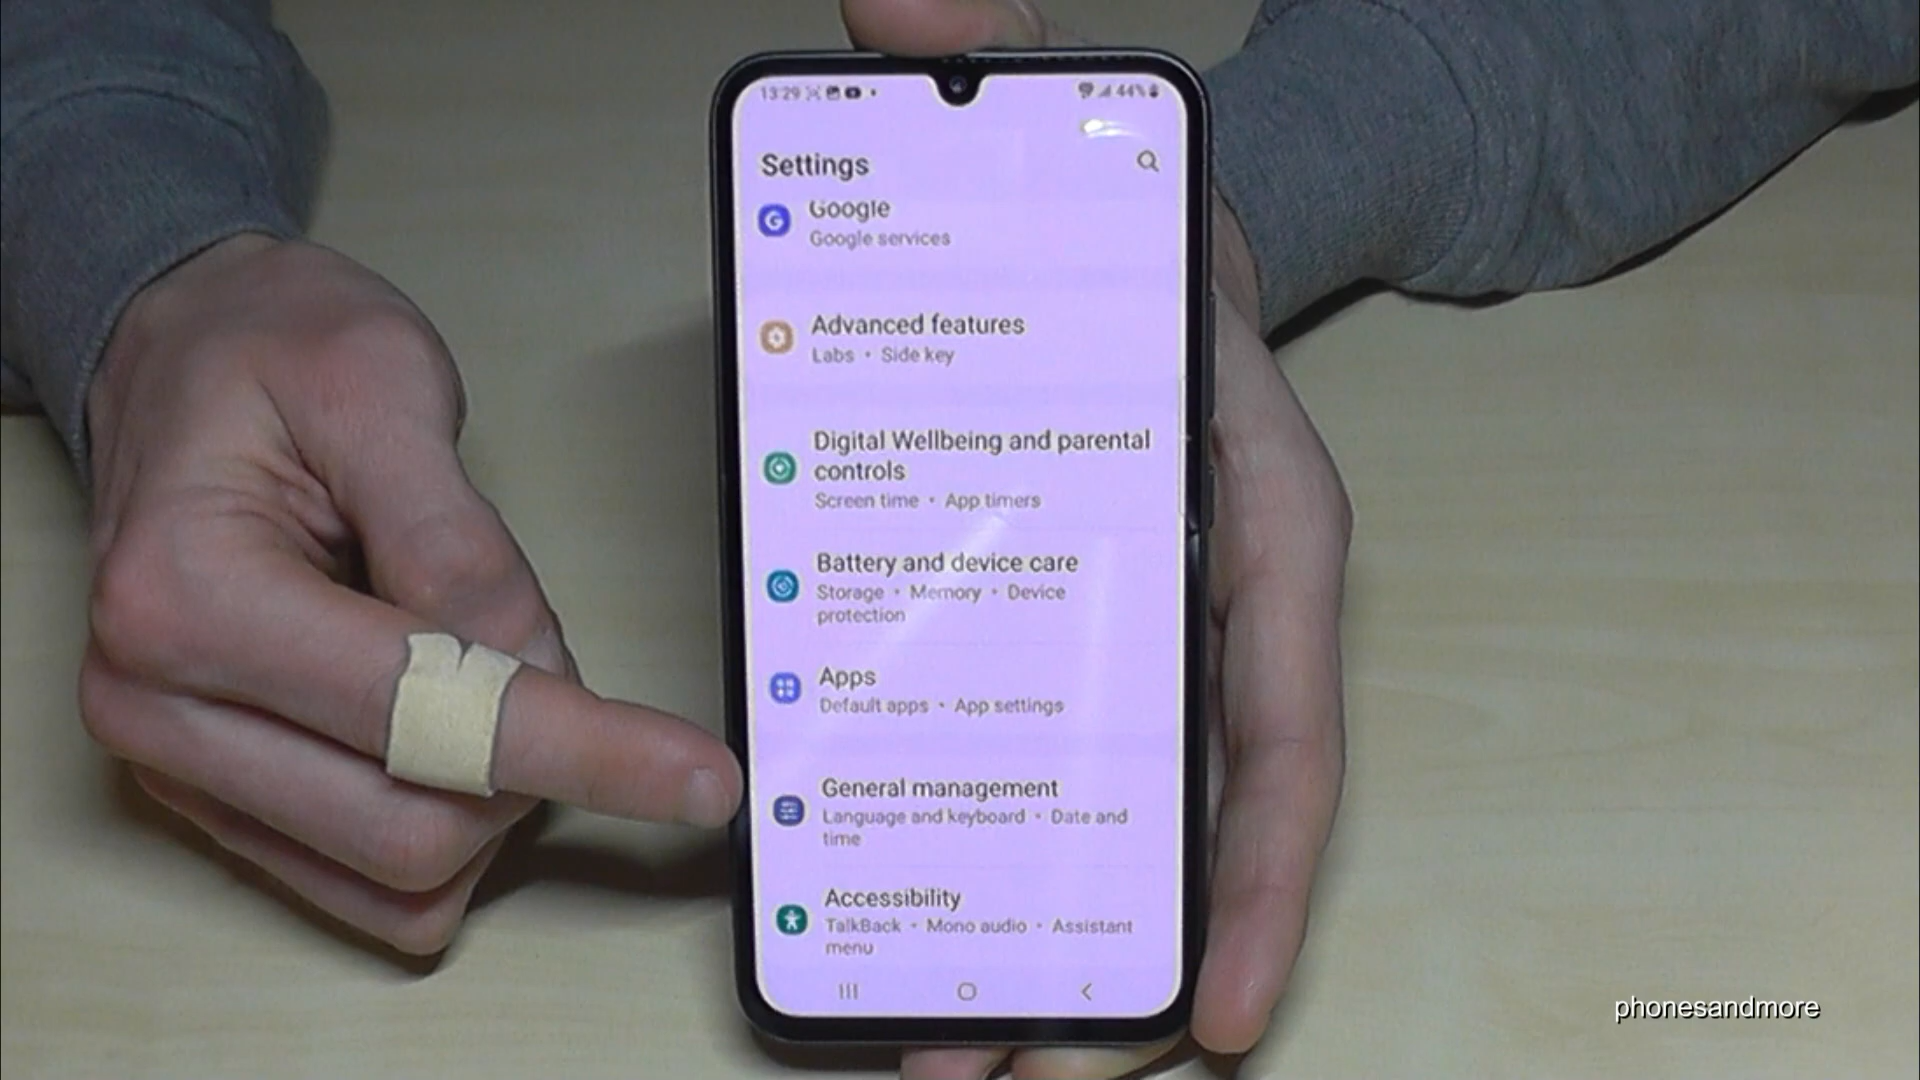 13:29
44%
Settings
Google
Google services
Advanced features
Labs • Side key
Digital Wellbeing and parental
controls
Screen time • App timers
Battery and device care
Storage • Memory • Device
protection
Apps
Default apps • App settings
General management
Language and keyboard • Date and
time
Accessibility
TalkBack • Mono audio • Assistant
menu
phonesandmore